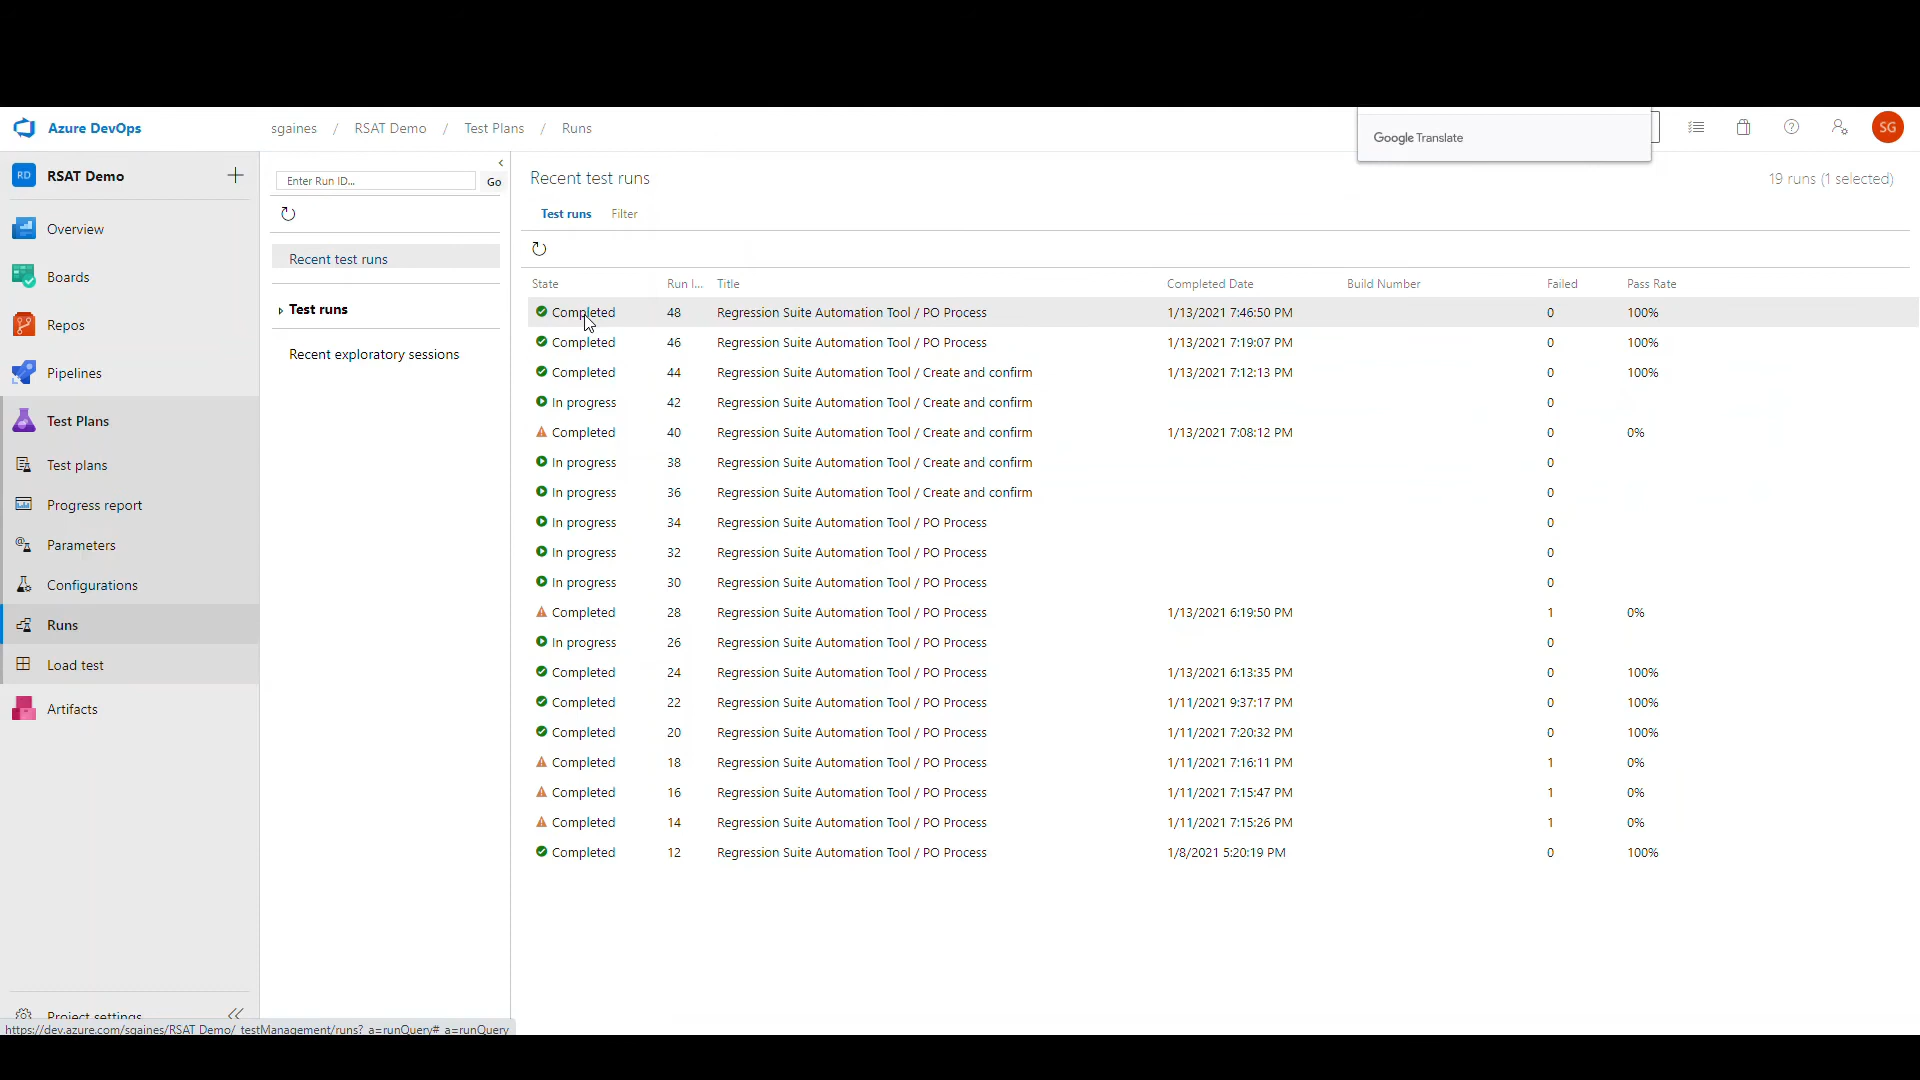 Azure DevOps
sgaines / RSAT Demo / Test Plans / Runs
Google Translate
SG
RD RSAT Demo
Overview
Boards
Repos
Pipelines
Test Plans
Test plans
Progress report
Parameters
Configurations
Runs
Load test
Artifacts
Project settings
https://dev.azure.com/sgaines/RSAT Demo/_testManagement/runs?_a=runQuery#_a=runQuery
Enter Run ID... Go
Recent test runs
Test runs
Recent exploratory sessions
Recent test runs
19 runs (1 selected)
Test runs Filter
State Run I... Title Completed Date Build Number Failed Pass Rate
Completed 48 Regression Suite Automation Tool / PO Process 1/13/2021 7:46:50 PM 0 100%
Completed 46 Regression Suite Automation Tool / PO Process 1/13/2021 7:19:07 PM 0 100%
Completed 44 Regression Suite Automation Tool / Create and confirm 1/13/2021 7:12:13 PM 0 100%
In progress 42 Regression Suite Automation Tool / Create and confirm 0
Completed 40 Regression Suite Automation Tool / Create and confirm 1/13/2021 7:08:12 PM 0 0%
In progress 38 Regression Suite Automation Tool / Create and confirm 0
In progress 36 Regression Suite Automation Tool / Create and confirm 0
In progress 34 Regression Suite Automation Tool / PO Process 0
In progress 32 Regression Suite Automation Tool / PO Process 0
In progress 30 Regression Suite Automation Tool / PO Process 0
Completed 28 Regression Suite Automation Tool / PO Process 1/13/2021 6:19:50 PM 1 0%
In progress 26 Regression Suite Automation Tool / PO Process 0
Completed 24 Regression Suite Automation Tool / PO Process 1/13/2021 6:13:35 PM 0 100%
Completed 22 Regression Suite Automation Tool / PO Process 1/11/2021 9:37:17 PM 0 100%
Completed 20 Regression Suite Automation Tool / PO Process 1/11/2021 7:20:32 PM 0 100%
Completed 18 Regression Suite Automation Tool / PO Process 1/11/2021 7:16:11 PM 1 0%
Completed 16 Regression Suite Automation Tool / PO Process 1/11/2021 7:15:47 PM 1 0%
Completed 14 Regression Suite Automation Tool / PO Process 1/11/2021 7:15:26 PM 1 0%
Completed 12 Regression Suite Automation Tool / PO Process 1/8/2021 5:20:19 PM 0 100%